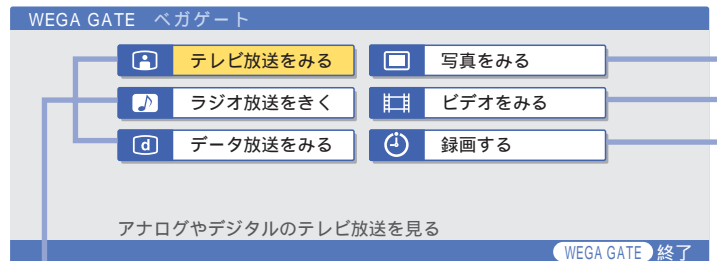 WEGA GATE ベガゲート
テレビ放送をみる
写真をみる
ラジオ放送をきく
ビデオをみる
d データ放送をみる
録画する
アナログやデジタルのテレビ放送を見る
WEGA GATE 終了